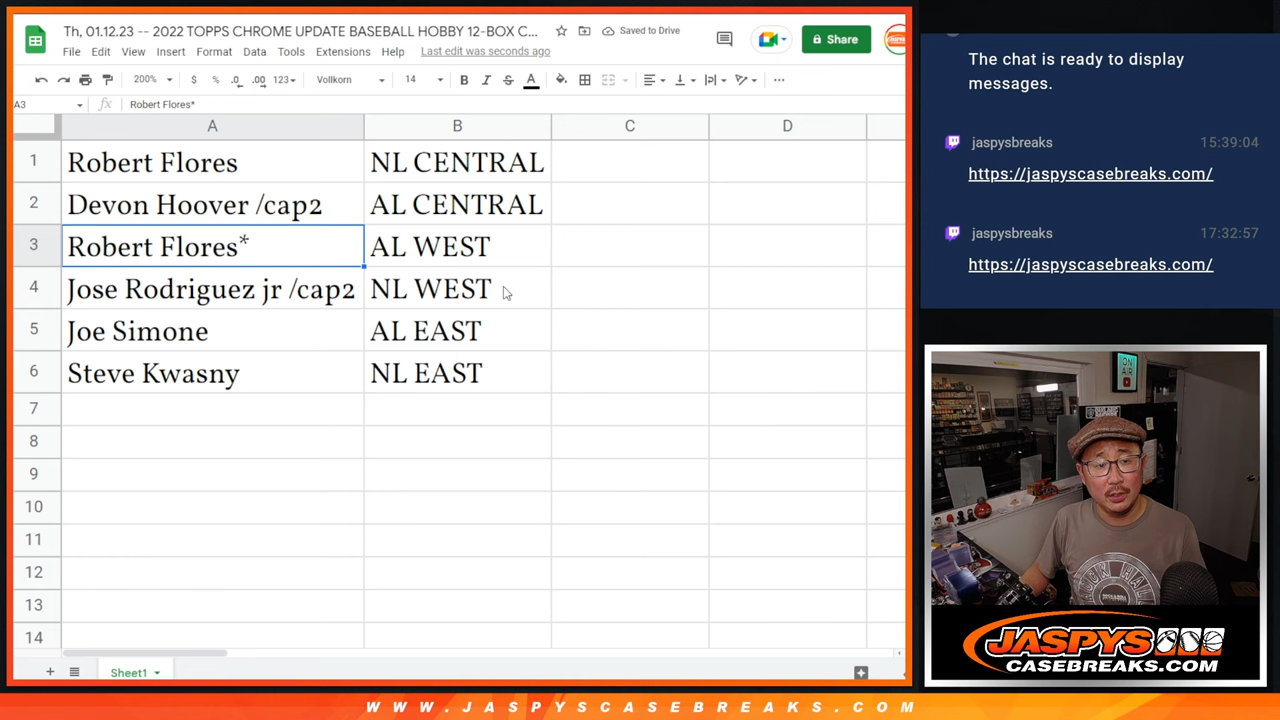 Th, 01.12.23 -- 2022 TOPPS CHROME UPDATE BASEBALL HOBBY 12-BOX C...
Saved to Drive
Share
File Edit View Insert Format Data Tools Extensions Help Last edit was seconds ago
200% $ % .0 .00 123 Vollkorn 14 B I S A
A3 fx Robert Flores*
A B C D
1 Robert Flores NL CENTRAL
2 Devon Hoover /cap2 AL CENTRAL
3 Robert Flores* AL WEST
4 Jose Rodriguez jr /cap2 NL WEST
5 Joe Simone AL EAST
6 Steve Kwasny NL EAST
7
8
9
10
11
12
13
14
+ Sheet1
The chat is ready to display
messages.
jaspysbreaks 15:39:04
https://jaspyscasebreaks.com/
jaspysbreaks 17:32:57
https://jaspyscasebreaks.com/
ON
AIR
JASPYS
CASEBREAKS.COM
WWW.JASPYSCASEBREAKS.COM